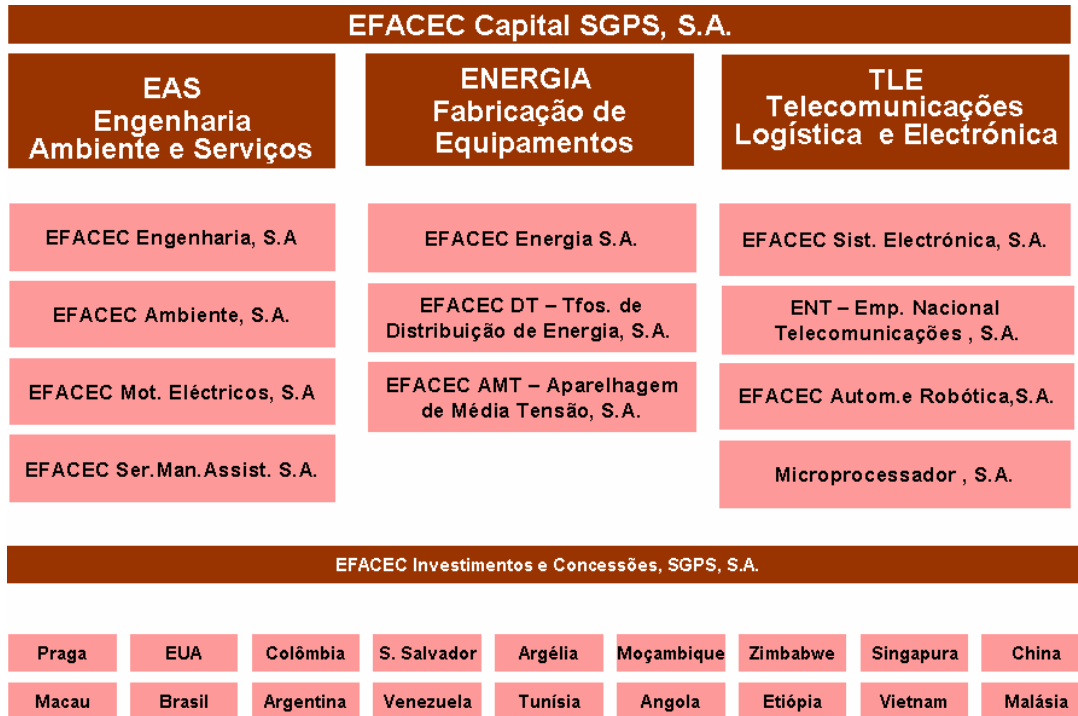 EFACEC Capital SGPS, S.A.
EAS
Engenharia
Ambiente e Serviços
ENERGIA
Fabricação de
Equipamentos
TLE
Telecomunicações
Logística e Electrónica
EFACEC Engenharia, S.A
EFACEC Ambiente, S.A.
EFACEC Mot. Eléctricos, S.A
EFACEC Ser.Man.Assist. S.A.
EFACEC Energia S.A.
EFACEC DT – Tfos. de
Distribuição de Energia, S.A.
EFACEC AMT – Aparelhagem
de Média Tensão, S.A.
EFACEC Sist. Electrónica, S.A.
ENT – Emp. Nacional
Telecomunicações , S.A.
EFACEC Autom.e Robótica,S.A.
Microprocessador , S.A.
EFACEC Investimentos e Concessões, SGPS, S.A.
Praga EUA Colômbia S. Salvador Argélia Moçambique Zimbabwe Singapura China
Macau Brasil Argentina Venezuela Tunísia Angola Etiópia Vietnam Malásia